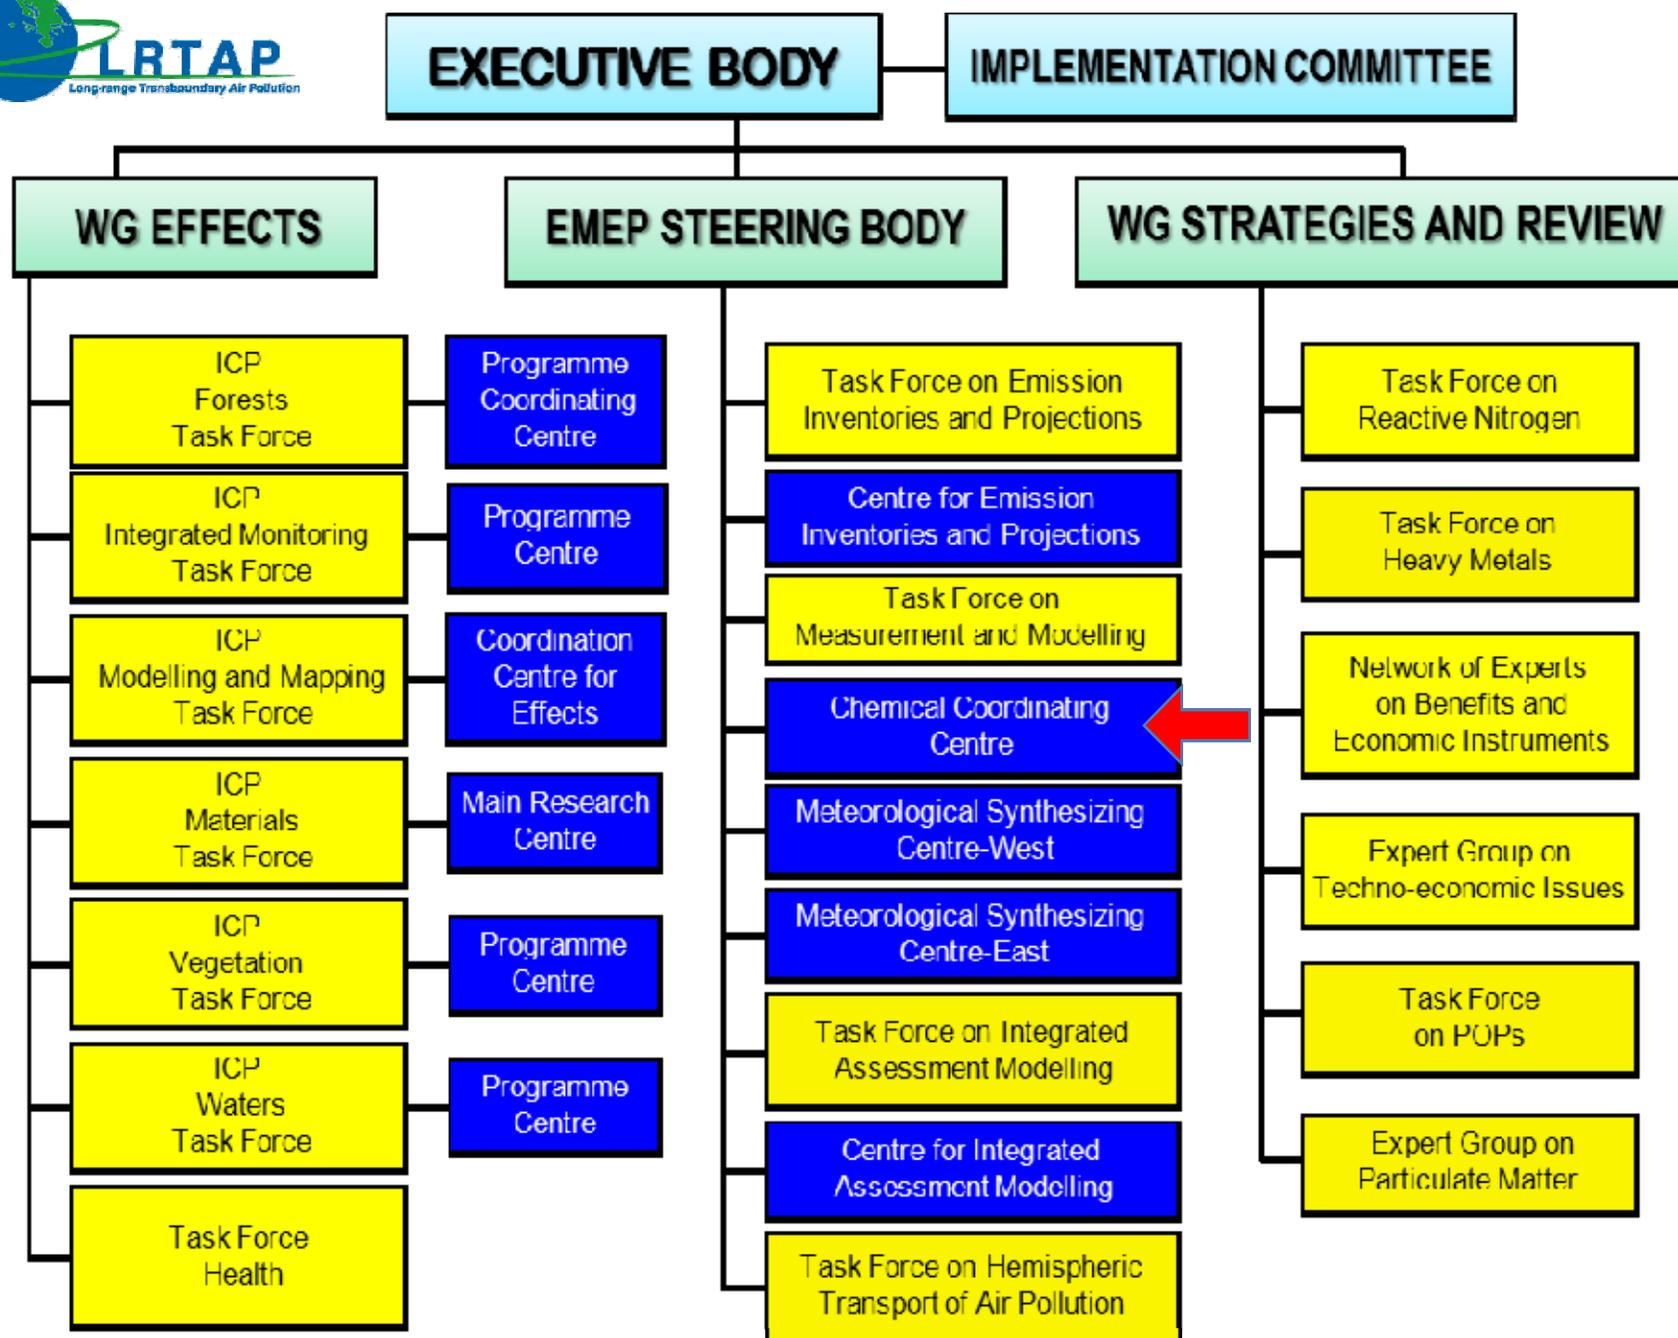 LRTAP
Long-range Transboundary Air Pollution
EXECUTIVE BODY
IMPLEMENTATION COMMITTEE
WG EFFECTS
EMEP STEERING BODY
WG STRATEGIES AND REVIEW
ICP
Forests
Task Force
Programme
Coordinating
Centre
ICP
Integrated Monitoring
Task Force
Programme
Centre
ICP
Modelling and Mapping
Task Force
Coordination
Centre for
Effects
ICP
Materials
Task Force
Main Research
Centre
ICP
Vegetation
Task Force
Programme
Centre
ICP
Waters
Task Force
Programme
Centre
Task Force
Health
Task Force on Emission
Inventories and Projections
Centre for Emission
Inventories and Projections
Task Force on
Measurement and Modelling
Chemical Coordinating
Centre
Meteorological Synthesizing
Centre-West
Meteorological Synthesizing
Centre-East
Task Force on Integrated
Assessment Modelling
Centre for Integrated
Assessment Modelling
Task Force on Hemispheric
Transport of Air Pollution
Task Force on
Reactive Nitrogen
Task Force on
Heavy Metals
Network of Experts
on Benefits and
Economic Instruments
Expert Group on
Techno-economic Issues
Task Force
on POPs
Expert Group on
Particulate Matter